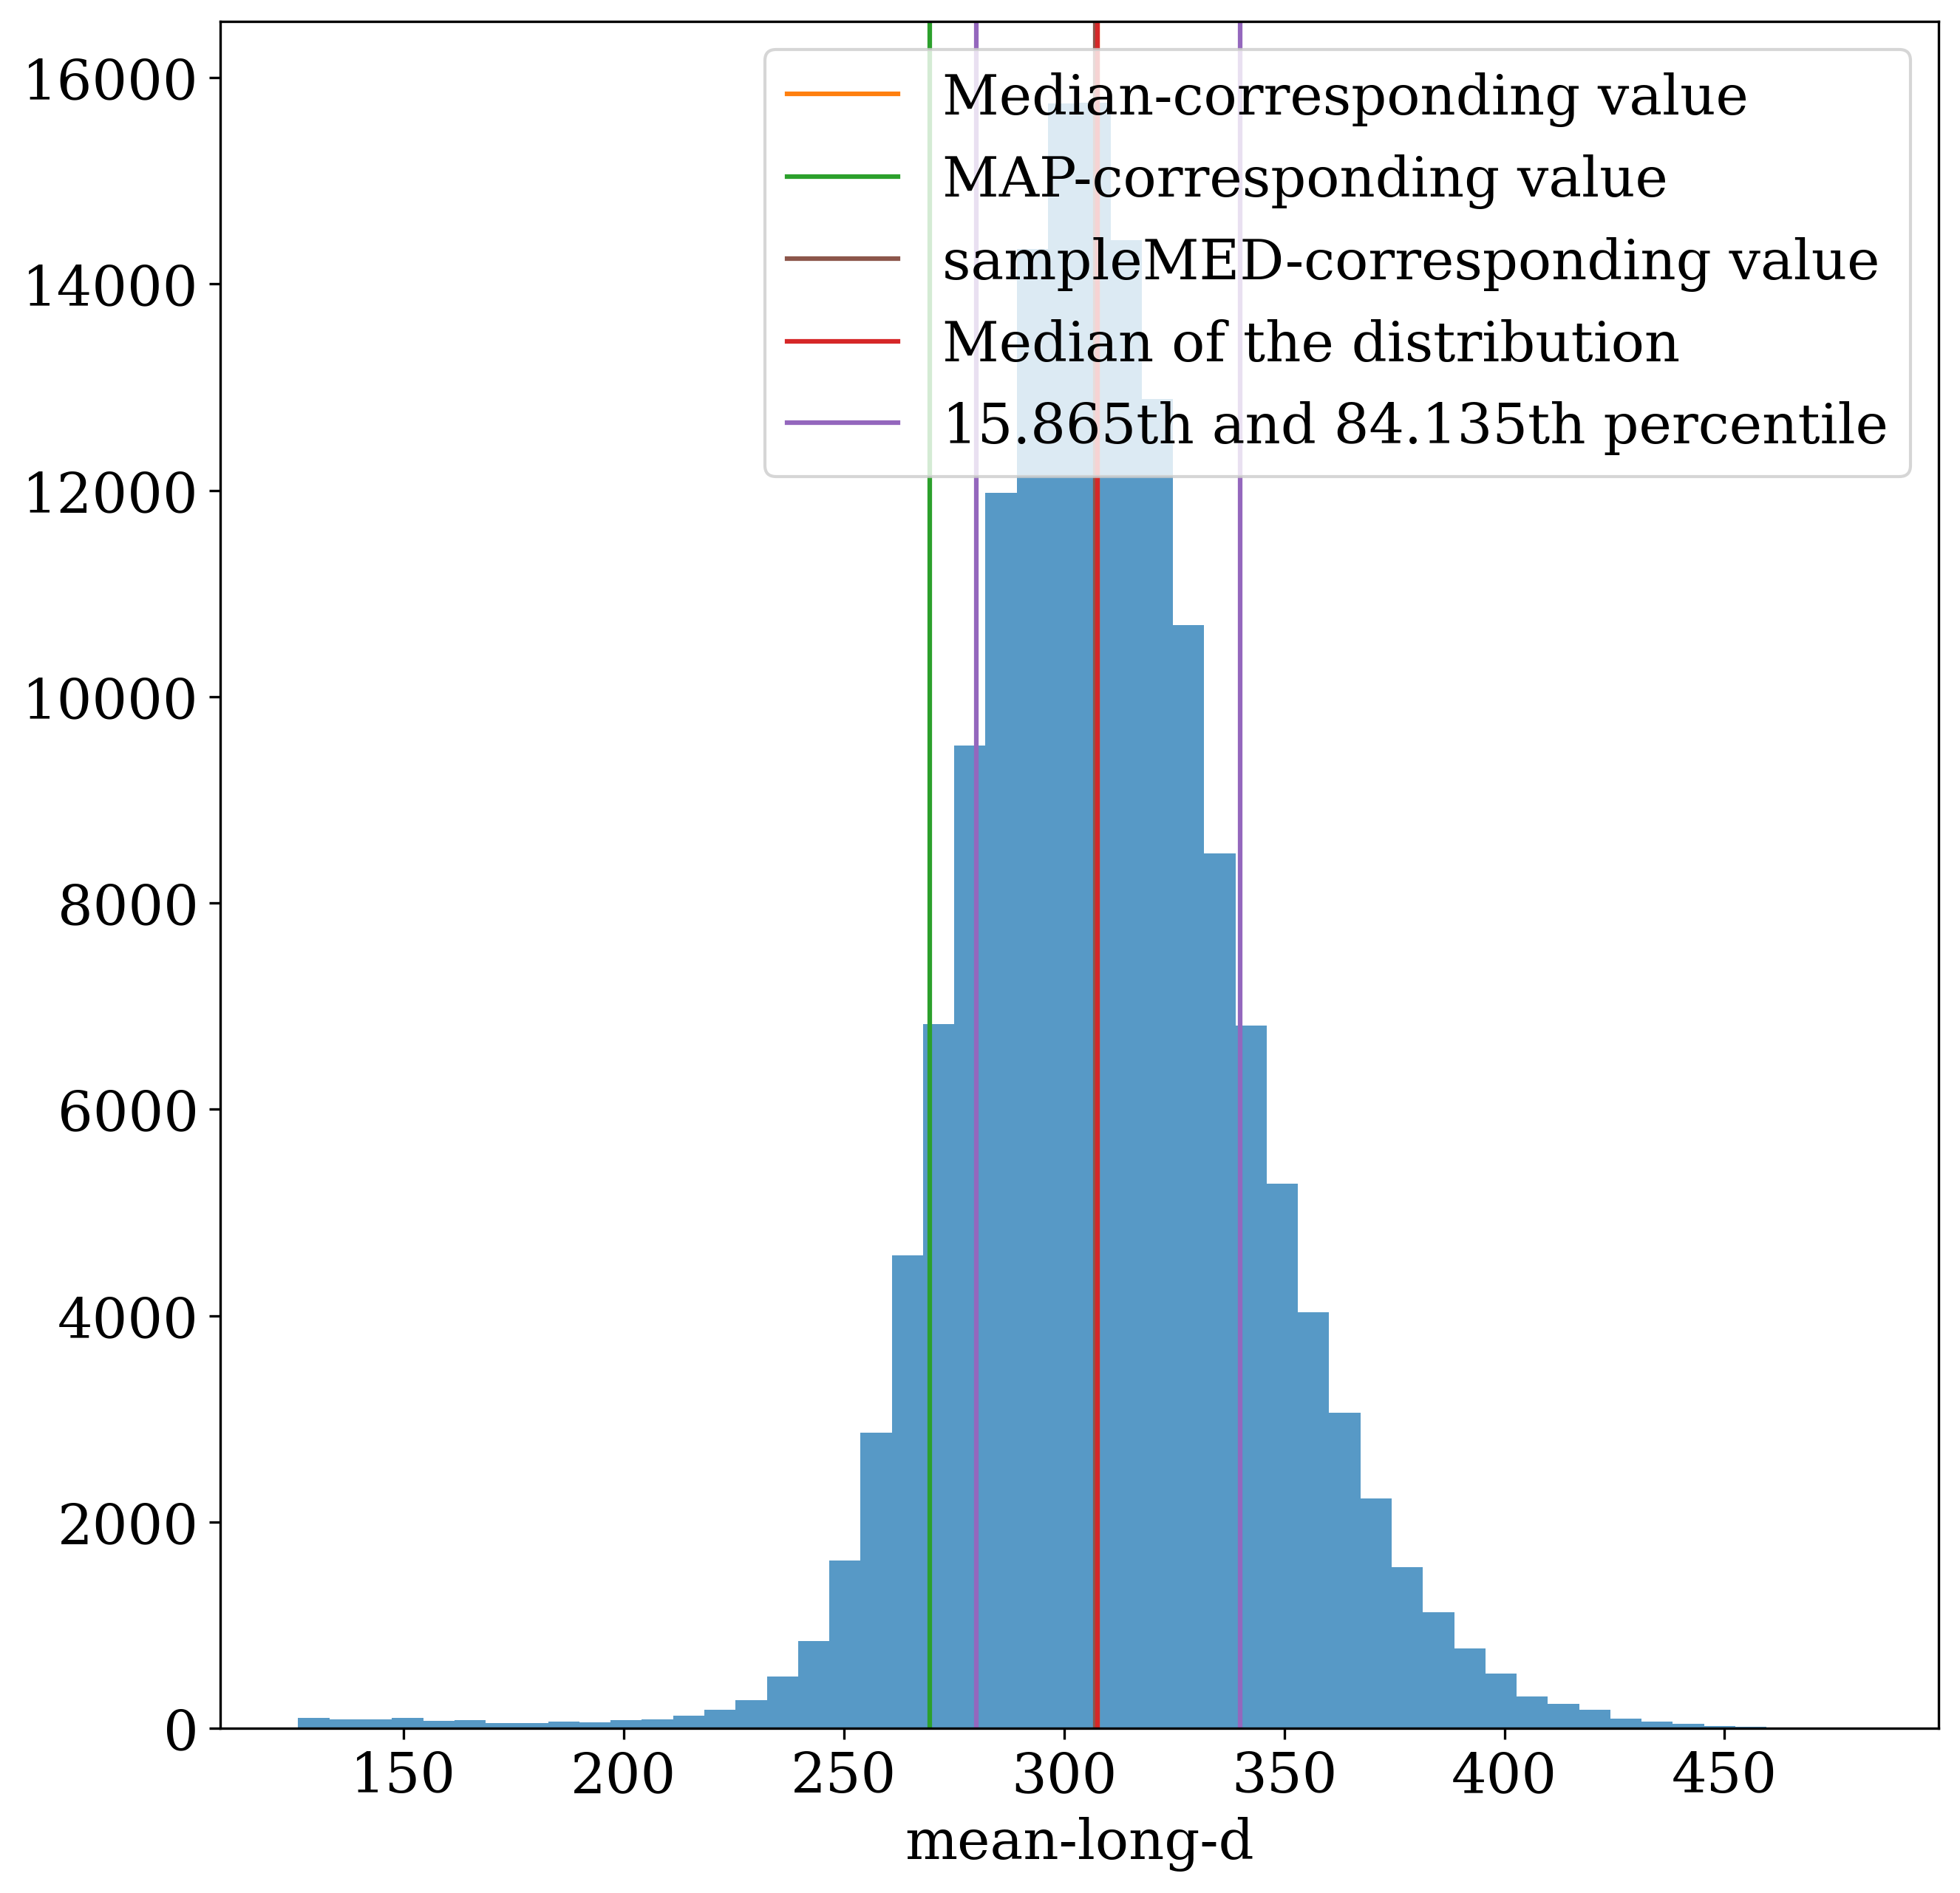 16000
14000
12000
10000
8000
6000
4000
2000
0
Median-corresponding value
MAP-corresponding value
sampleMED-corresponding value
Median of the distribution
15.865th and 84.135th percentile
150 200 250 300 350 400 450
mean-long-d